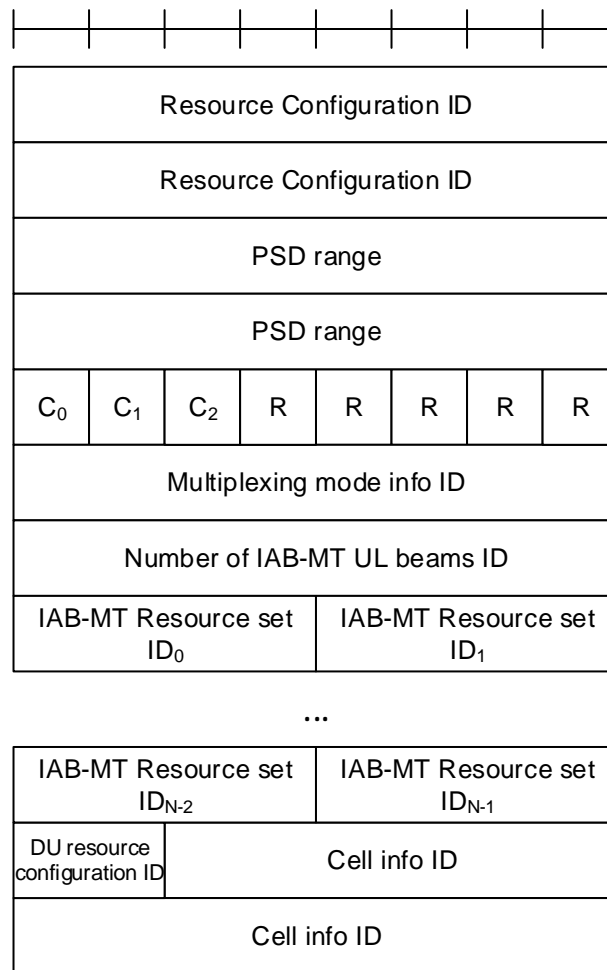 Resource Configuration ID
Resource Configuration ID
PSD range
PSD range
C₀ C₁ C₂ R R R R R
Multiplexing mode info ID
Number of IAB-MT UL beams ID
IAB-MT Resource set ID₀
IAB-MT Resource set ID₁
...
IAB-MT Resource set ID_N-2
IAB-MT Resource set ID_N-1
DU resource configuration ID
Cell info ID
Cell info ID